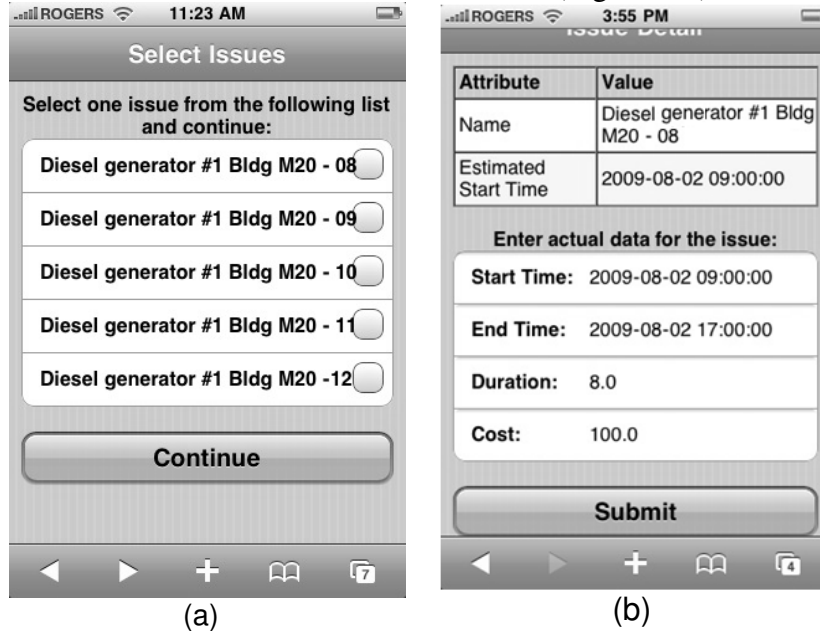 ROGERS 11:23 AM
Select Issues
Select one issue from the following list
and continue:
Diesel generator #1 Bldg M20 - 08
Diesel generator #1 Bldg M20 - 09
Diesel generator #1 Bldg M20 - 10
Diesel generator #1 Bldg M20 - 11
Diesel generator #1 Bldg M20 -12
Continue
7
(a)
ROGERS 3:55 PM
Issue Detail
Attribute Value
Name Diesel generator #1 Bldg
M20 - 08
Estimated
Start Time 2009-08-02 09:00:00
Enter actual data for the issue:
Start Time: 2009-08-02 09:00:00
End Time: 2009-08-02 17:00:00
Duration: 8.0
Cost: 100.0
Submit
4
(b)